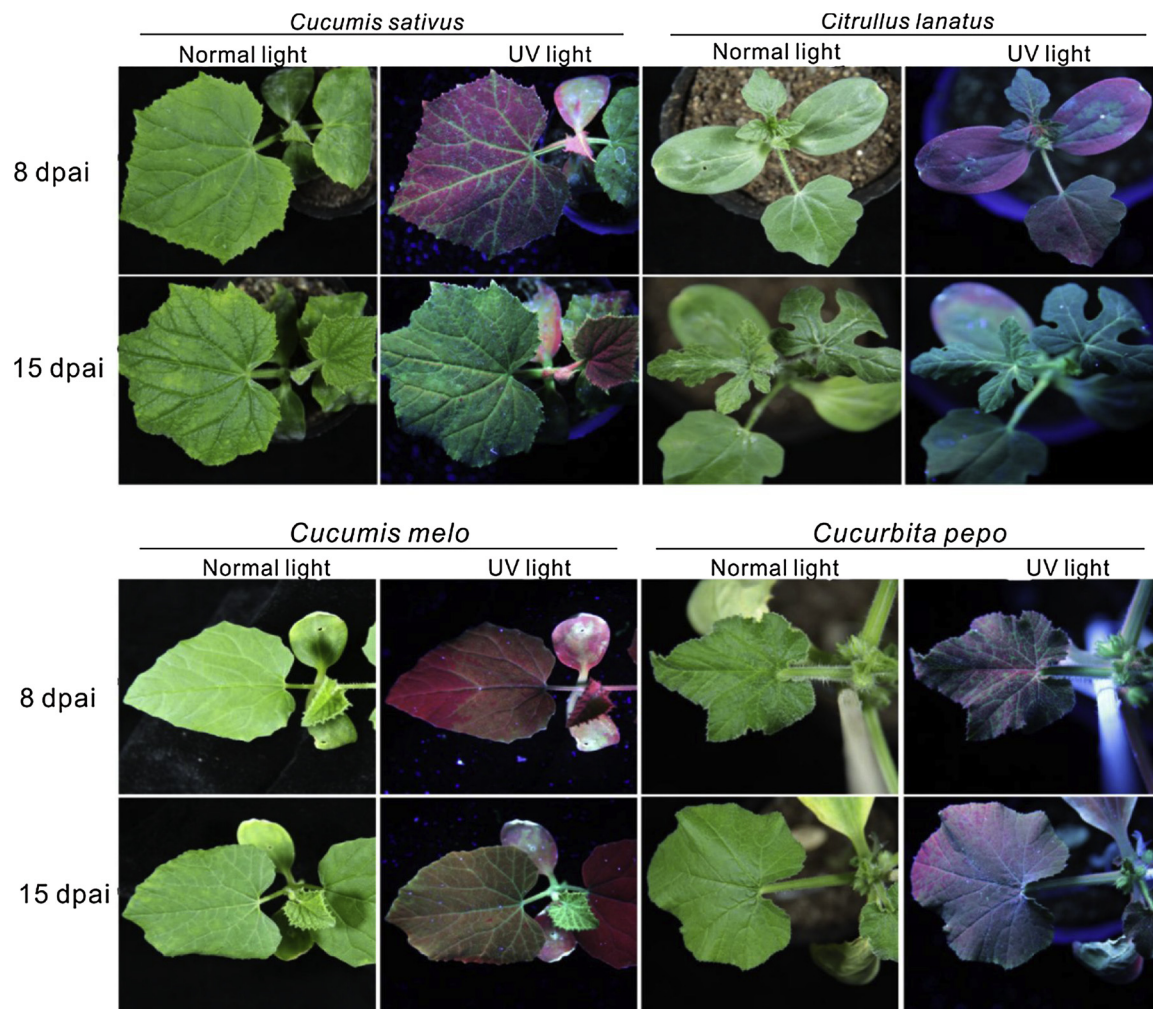 Cucumis sativus
Citrullus lanatus
Normal light
UV light
Normal light
UV light
8 dpai
15 dpai
Cucumis melo
Cucurbita pepo
Normal light
UV light
Normal light
UV light
8 dpai
15 dpai